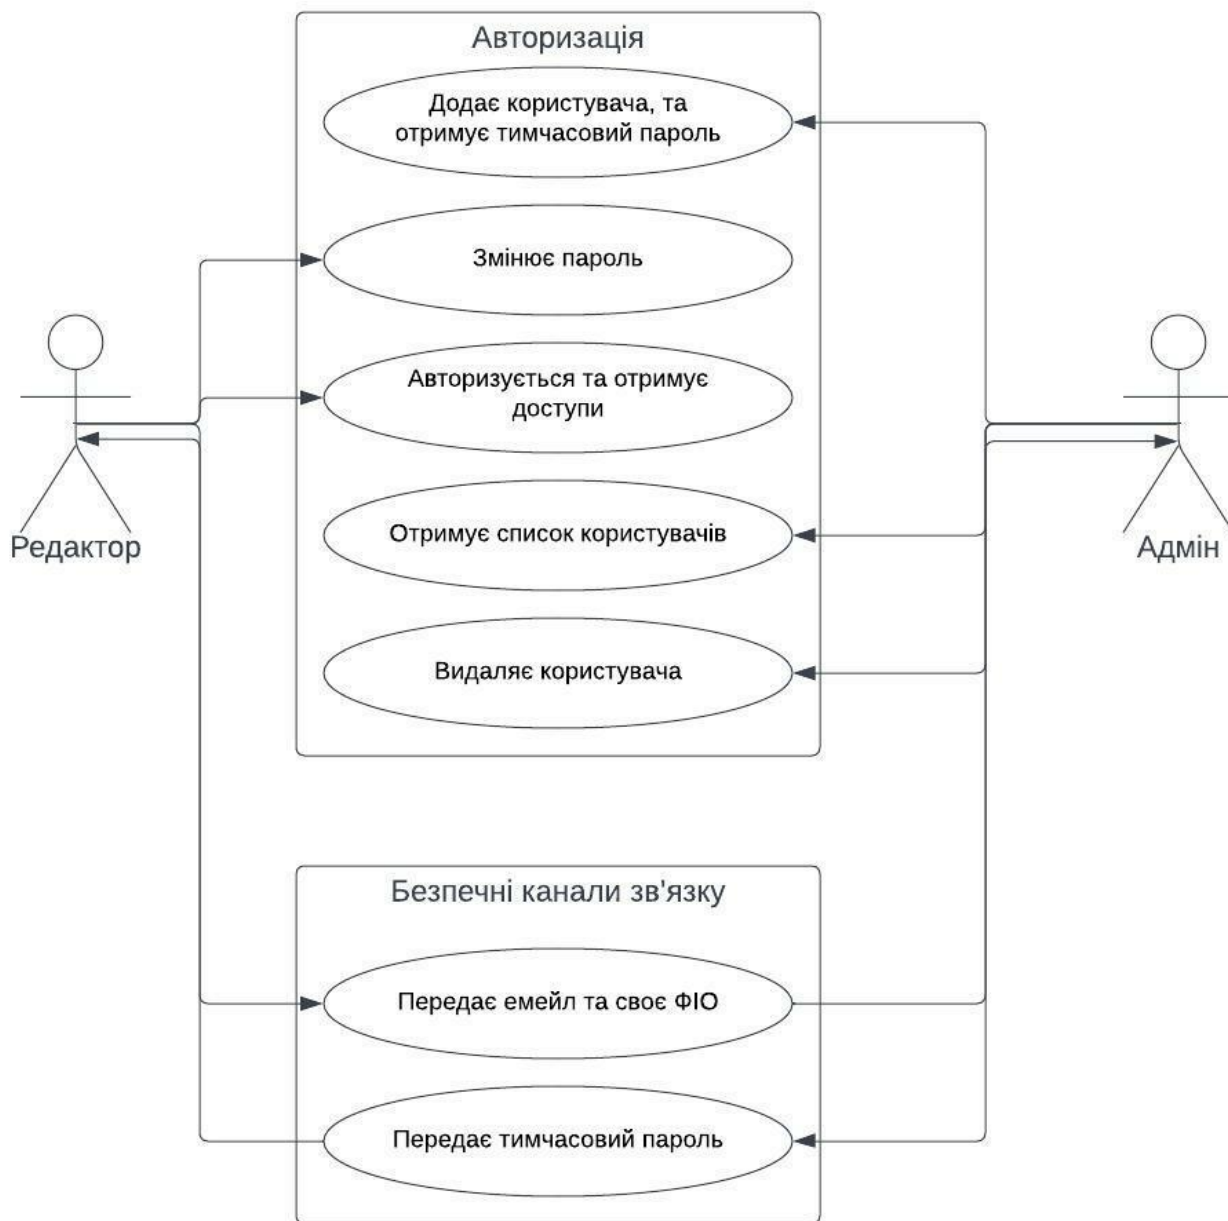 Авторизація
Додає користувача, та
отримує тимчасовий пароль
Змінює пароль
Авторизується та отримує
доступи
Отримує список користувачів
Видаляє користувача
Редактор
Адмін
Безпечні канали зв'язку
Передає емейл та своє ФІО
Передає тимчасовий пароль